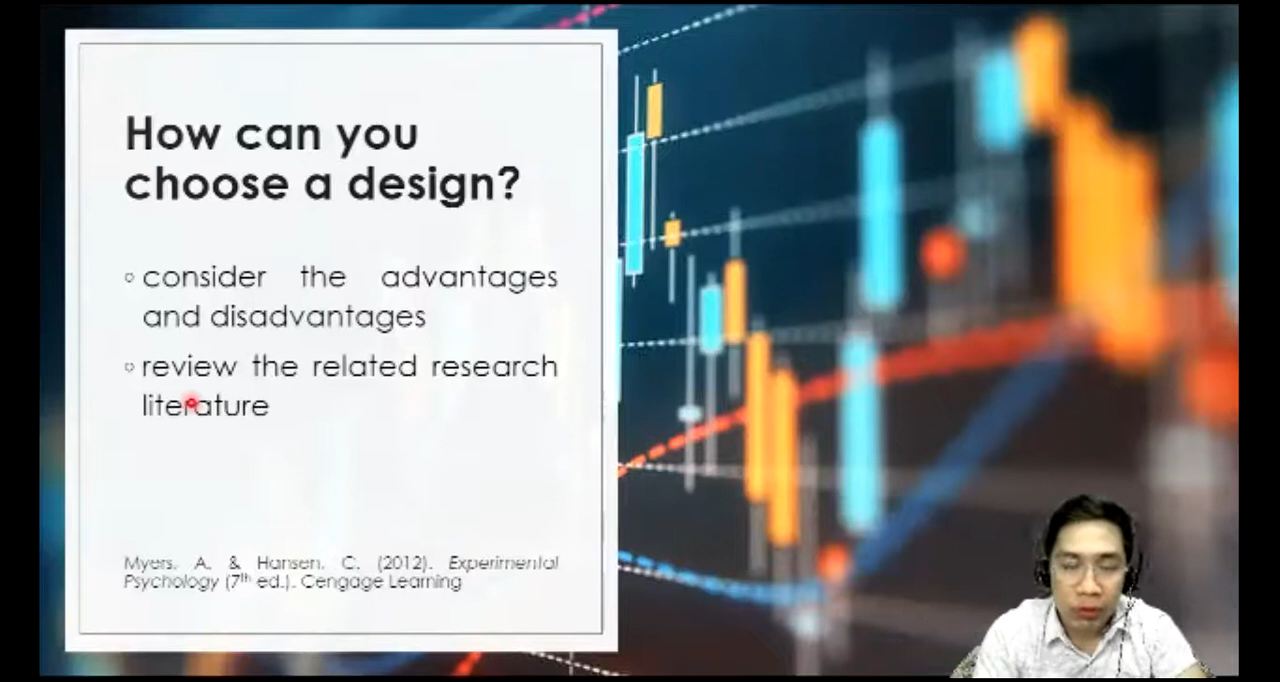 How can you
choose a design?
consider the advantages
and disadvantages
review the related research
literature
Myers, A. & Hansen, C. (2012). Experimental
Psychology (7th ed.). Cengage Learning